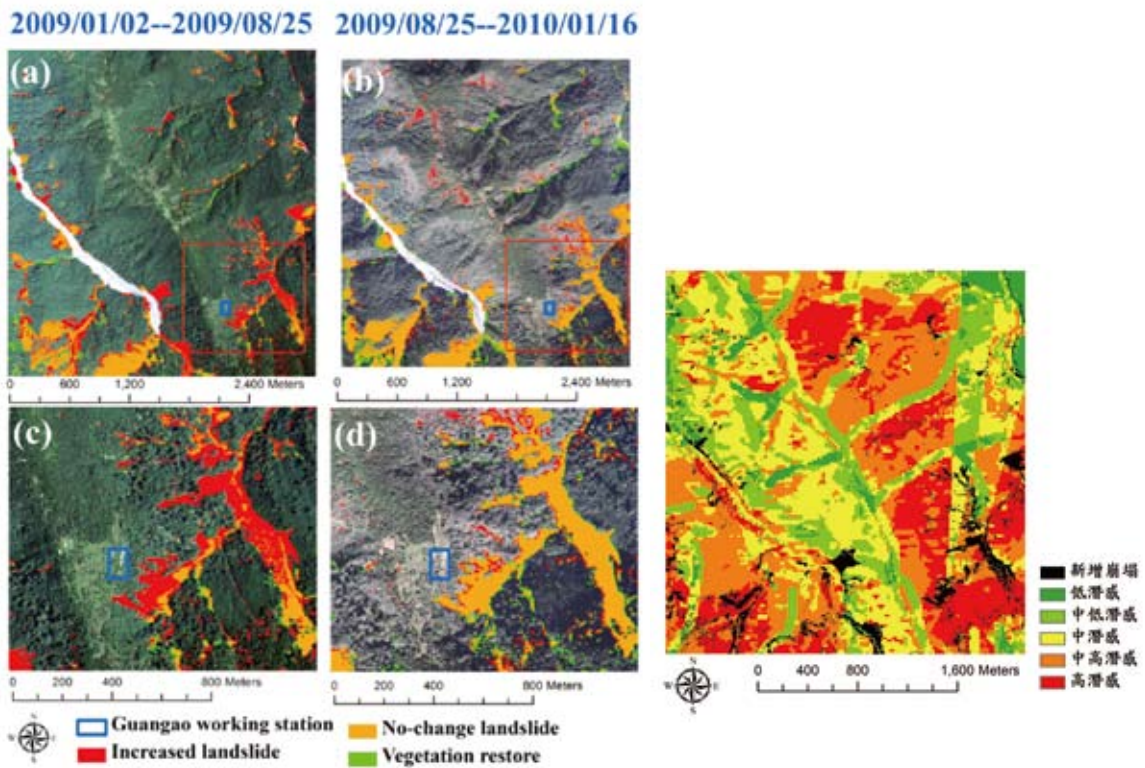 2009/01/02--2009/08/25
2009/08/25--2010/01/16
(a)
(b)
0 600 1,200 2,400 Meters
0 600 1,200 2,400 Meters
(c)
(d)
0 200 400 800 Meters
0 200 400 800 Meters
N
W E
S
Guangao working station
Increased landslide
No-change landslide
Vegetation restore
N
W E
S
0 400 800 1,600 Meters
新增崩塌
低潛感
中低潛感
中潛感
中高潛感
高潛感